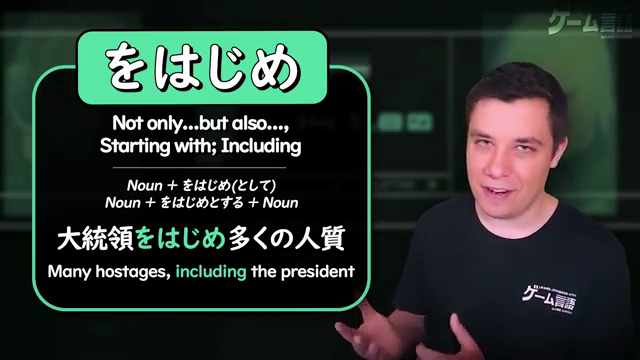 をはじめ
Not only...but also...,
Starting with; Including
Noun + をはじめ(として)
Noun + をはじめとする + Noun
大統領をはじめ多くの人質
Many hostages, including the president
ゲーム言語
ゲーム言語